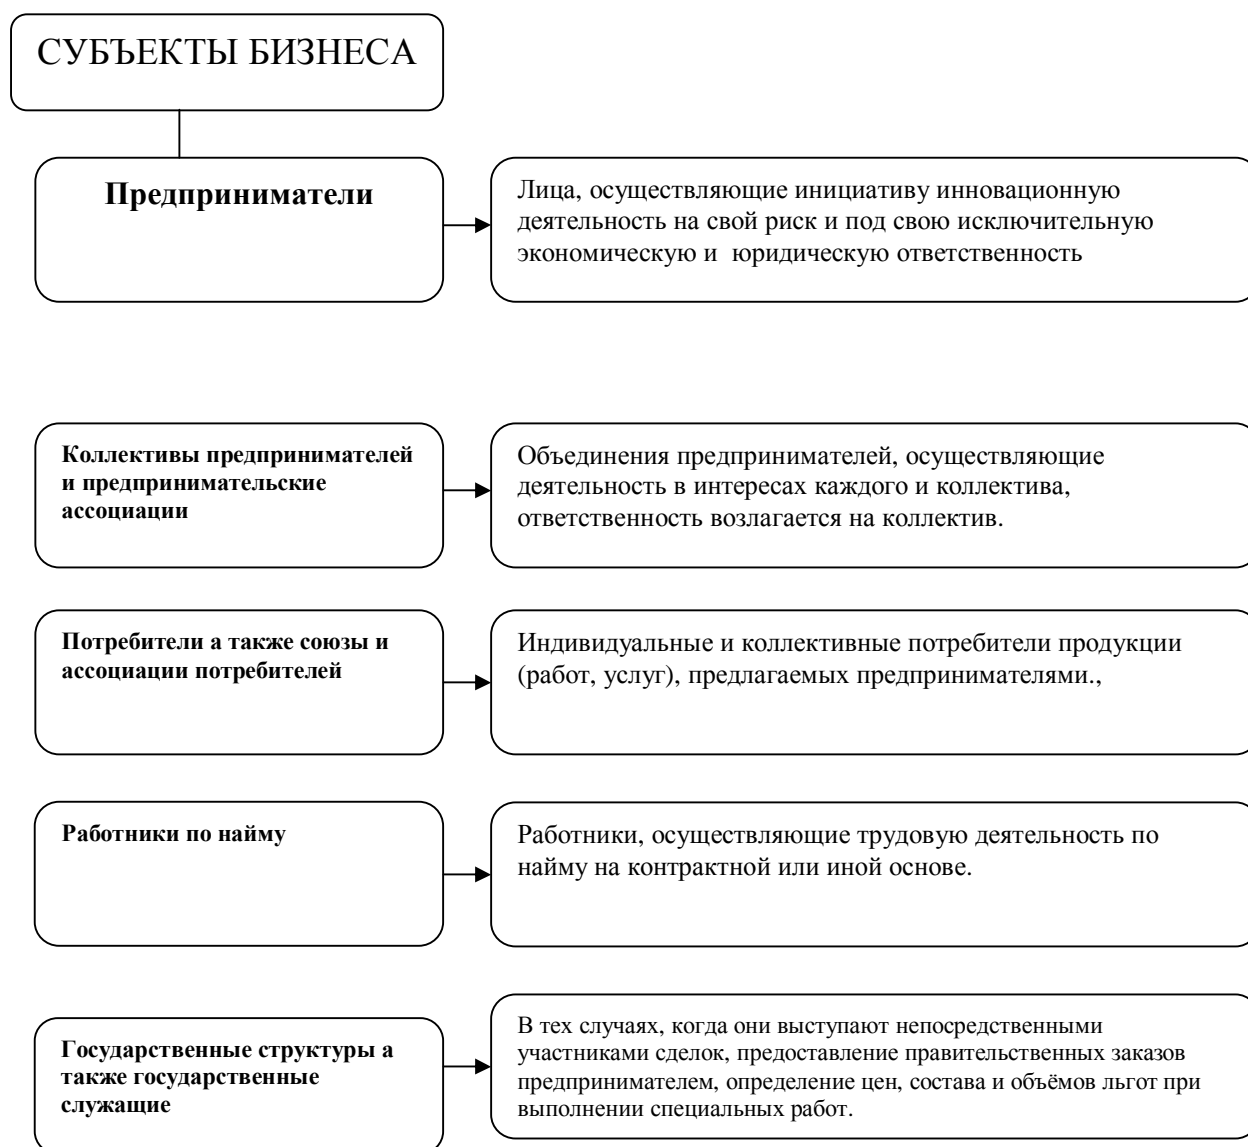 СУБЪЕКТЫ БИЗНЕСА
Предприниматели
Лица, осуществляющие инициативу инновационную
деятельность на свой риск и под свою исключительную
экономическую и юридическую ответственность
Коллективы предпринимателей
и предпринимательские
ассоциации
Объединения предпринимателей, осуществляющие
деятельность в интересах каждого и коллектива,
ответственность возлагается на коллектив.
Потребители а также союзы и
ассоциации потребителей
Индивидуальные и коллективные потребители продукции
(работ, услуг), предлагаемых предпринимателями.,
Работники по найму
Работники, осуществляющие трудовую деятельность по
найму на контрактной или иной основе.
Государственные структуры а
также государственные
служащие
В тех случаях, когда они выступают непосредственными
участниками сделок, предоставление правительственных заказов
предпринимателем, определение цен, состава и объёмов льгот при
выполнении специальных работ.